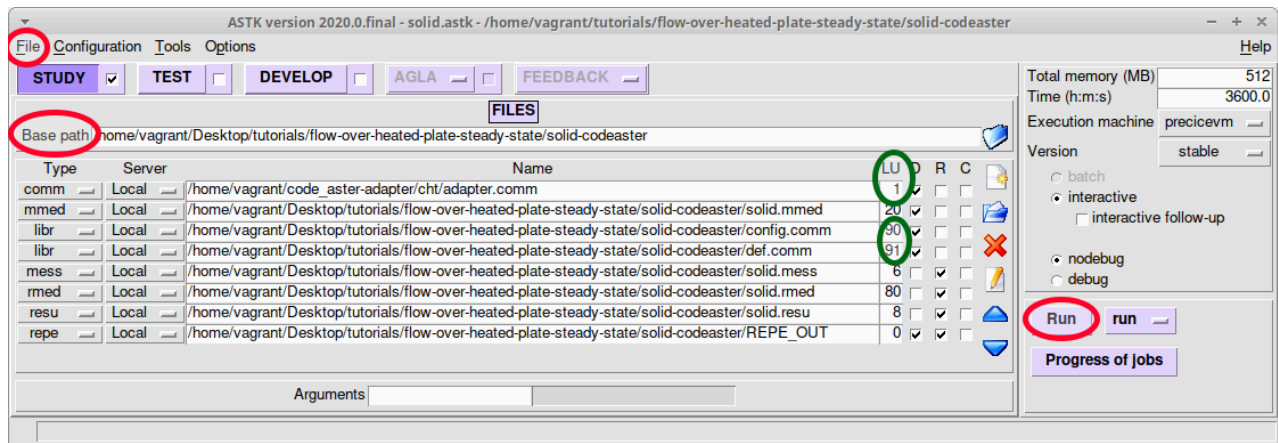 ASTK version 2020.0.final - solid.astk - /home/vagrant/tutorials/flow-over-heated-plate-steady-state/solid-codeaster
File Configuration Tools Options Help
STUDY TEST DEVELOP AGLA FEEDBACK
FILES
Base path home/vagrant/Desktop/tutorials/flow-over-heated-plate-steady-state/solid-codeaster
Type Server Name LU D R C
comm Local /home/vagrant/code_aster-adapter/cht/adapter.comm 1
mmed Local /home/vagrant/Desktop/tutorials/flow-over-heated-plate-steady-state/solid-codeaster/solid.mmed 20
libr Local /home/vagrant/Desktop/tutorials/flow-over-heated-plate-steady-state/solid-codeaster/config.comm 90
libr Local /home/vagrant/Desktop/tutorials/flow-over-heated-plate-steady-state/solid-codeaster/def.comm 91
mess Local /home/vagrant/Desktop/tutorials/flow-over-heated-plate-steady-state/solid-codeaster/solid.mess 6
rmed Local /home/vagrant/Desktop/tutorials/flow-over-heated-plate-steady-state/solid-codeaster/solid.rmed 80
resu Local /home/vagrant/Desktop/tutorials/flow-over-heated-plate-steady-state/solid-codeaster/solid.resu 8
repe Local /home/vagrant/Desktop/tutorials/flow-over-heated-plate-steady-state/solid-codeaster/REPE_OUT 0
Arguments
Total memory (MB) 512
Time (h:m:s) 3600.0
Execution machine precicevm
Version stable
batch
interactive
interactive follow-up
nodebug
debug
Run run
Progress of jobs